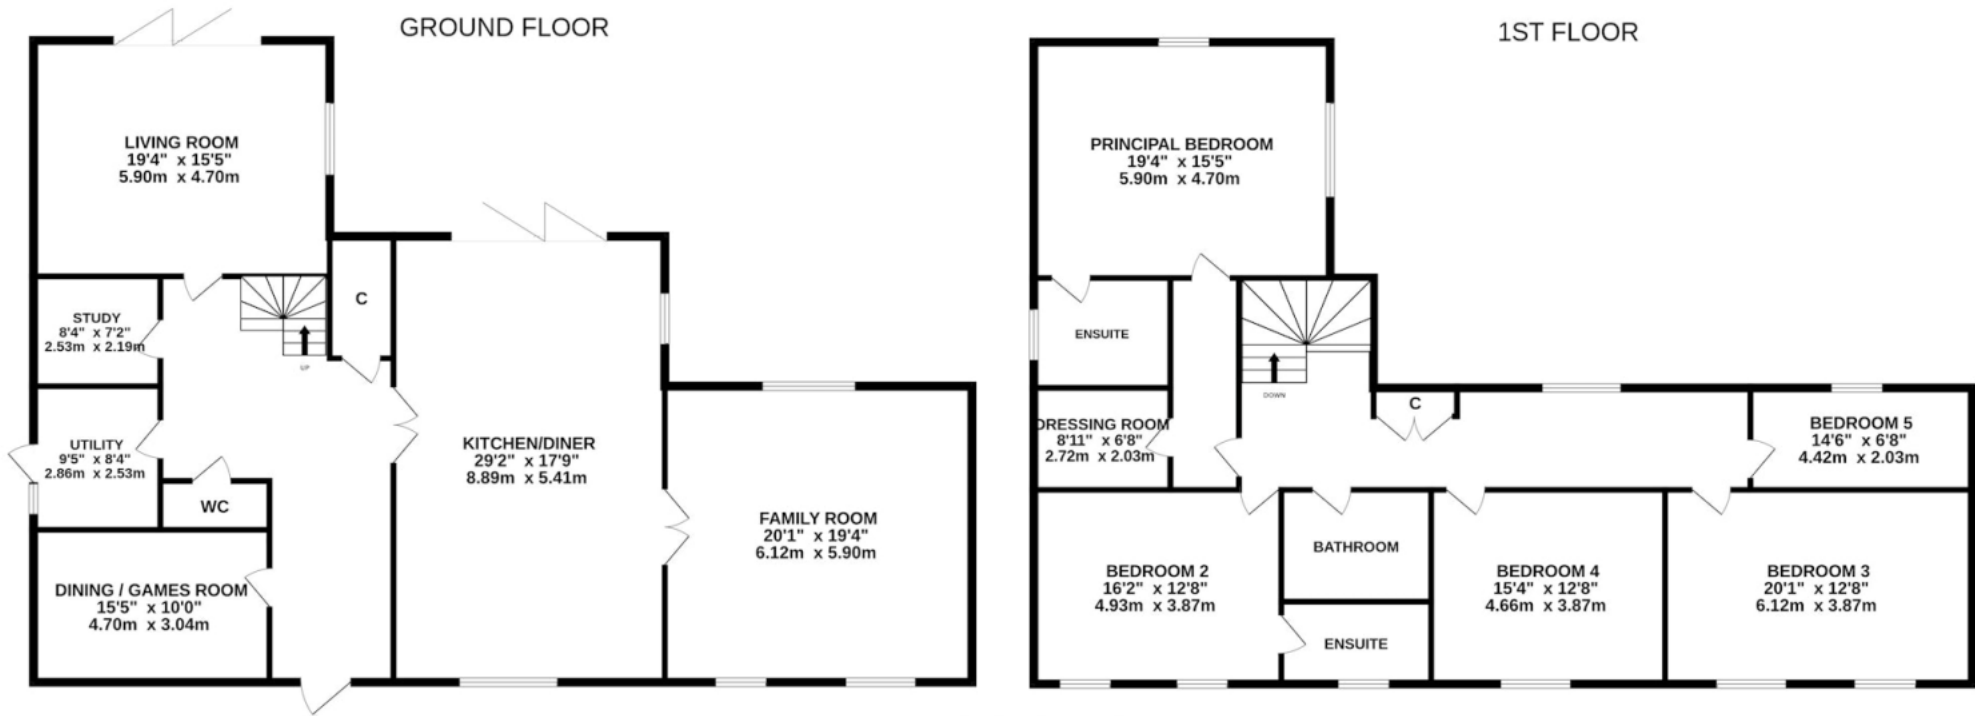 GROUND FLOOR
LIVING ROOM
19'4" x 15'5"
5.90m x 4.70m
C
STUDY
8'4" x 7'2"
2.53m x 2.19m
UP
UTILITY
9'5" x 8'4"
2.86m x 2.53m
WC
KITCHEN/DINER
29'2" x 17'9"
8.89m x 5.41m
FAMILY ROOM
20'1" x 19'4"
6.12m x 5.90m
DINING / GAMES ROOM
15'5" x 10'0"
4.70m x 3.04m
1ST FLOOR
PRINCIPAL BEDROOM
19'4" x 15'5"
5.90m x 4.70m
ENSUITE
DOWN
DRESSING ROOM
8'11" x 6'8"
2.72m x 2.03m
C
BEDROOM 5
14'6" x 6'8"
4.42m x 2.03m
BEDROOM 2
16'2" x 12'8"
4.93m x 3.87m
BATHROOM
ENSUITE
BEDROOM 4
15'4" x 12'8"
4.66m x 3.87m
BEDROOM 3
20'1" x 12'8"
6.12m x 3.87m